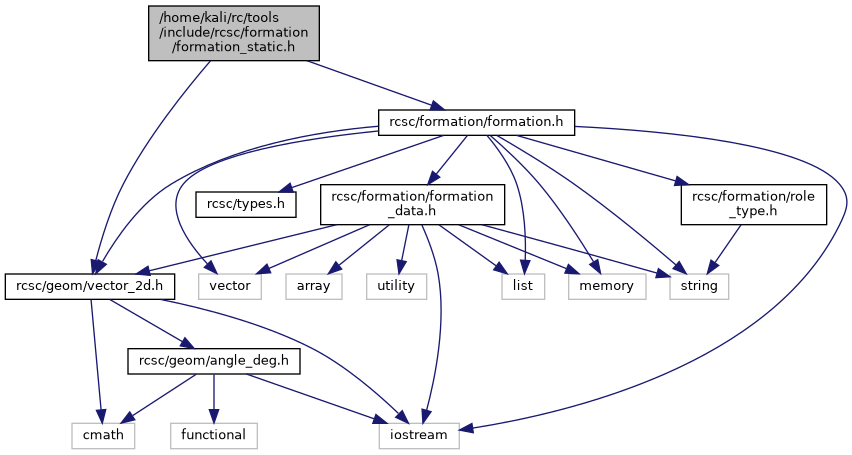 /home/kali/rc/tools
/include/rcsc/formation
/formation_static.h
rcsc/formation/formation.h
rcsc/types.h
rcsc/formation/formation
_data.h
rcsc/formation/role
_type.h
rcsc/geom/vector_2d.h
vector
array
utility
list
memory
string
rcsc/geom/angle_deg.h
cmath
functional
iostream